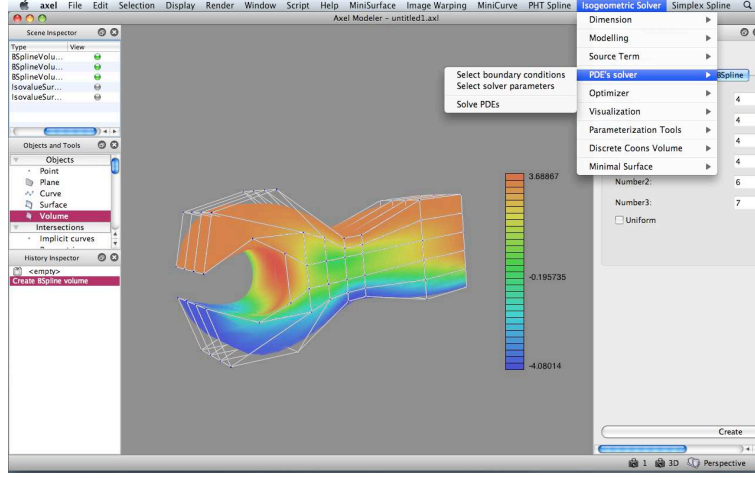 axel File Edit Selection Display Render Window Script Help MiniSurface Image Warping MiniCurve PHT Spline Isogeometric Solver Simplex Spline
Axel Modeler - untitled1.axl
Scene Inspector
Type View
BSplineVolu...
BSplineVolu...
BSplineVolu...
IsovalueSur...
IsovalueSur...
Objects and Tools
Objects
Point
Plane
Curve
Surface
Volume
Intersections
Implicit curves
History Inspector
<empty>
Create BSpline volume
Dimension
Modelling
Source Term
PDE's solver
Optimizer
Visualization
Parameterization Tools
Discrete Coons Volume
Minimal Surface
Select boundary conditions
Select solver parameters
Solve PDEs
3.68867
-0.195735
-4.08014
BSpline
4
4
4
4
Number2: 6
Number3: 7
Uniform
Create
1 3D Perspective